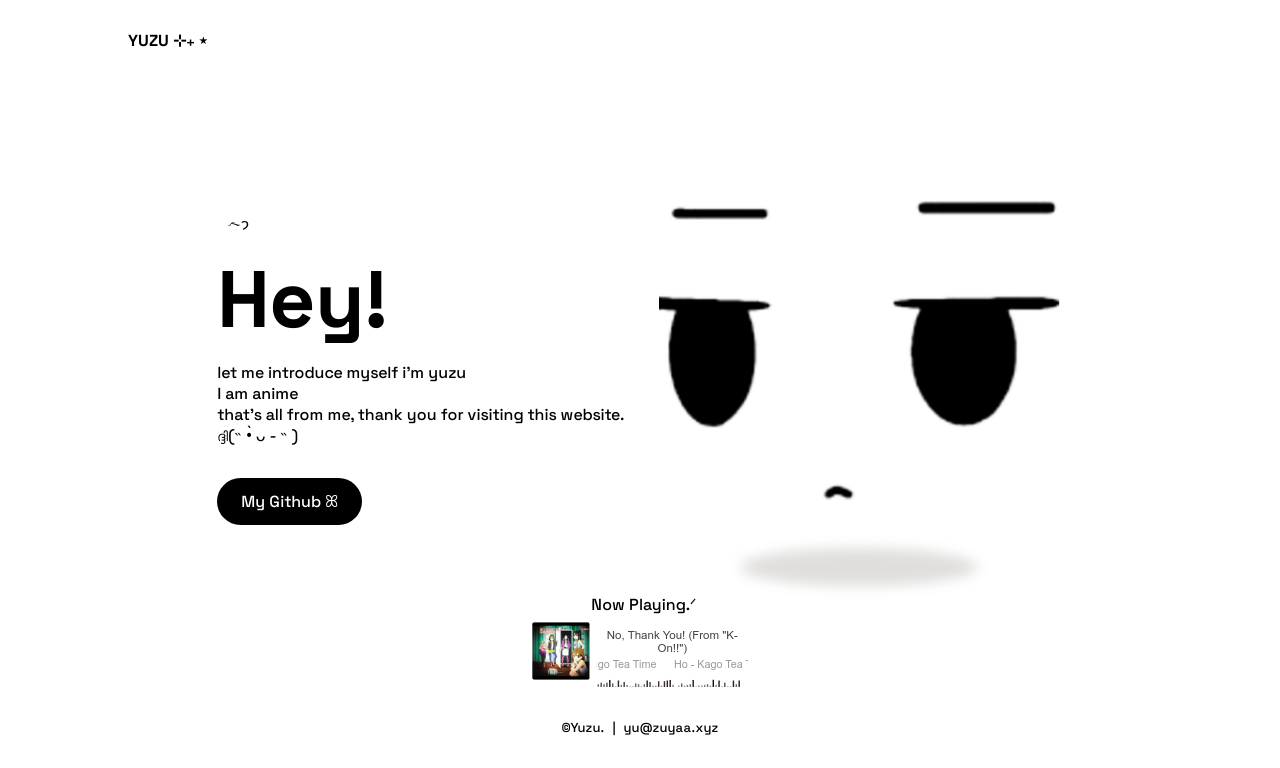 YUZU ⊹₊ ⋆
Hey!
let me introduce myself i'm yuzu
I am anime
that's all from me, thank you for visiting this website.
ദ്ദി(˵ •̀ ᴗ - ˵ )
My Github ꕤ
Now Playing.ᐟ
No, Thank You! (From "K-
On!!")
go Tea Time Ho - Kago Tea
©Yuzu. | yu@zuyaa.xyz